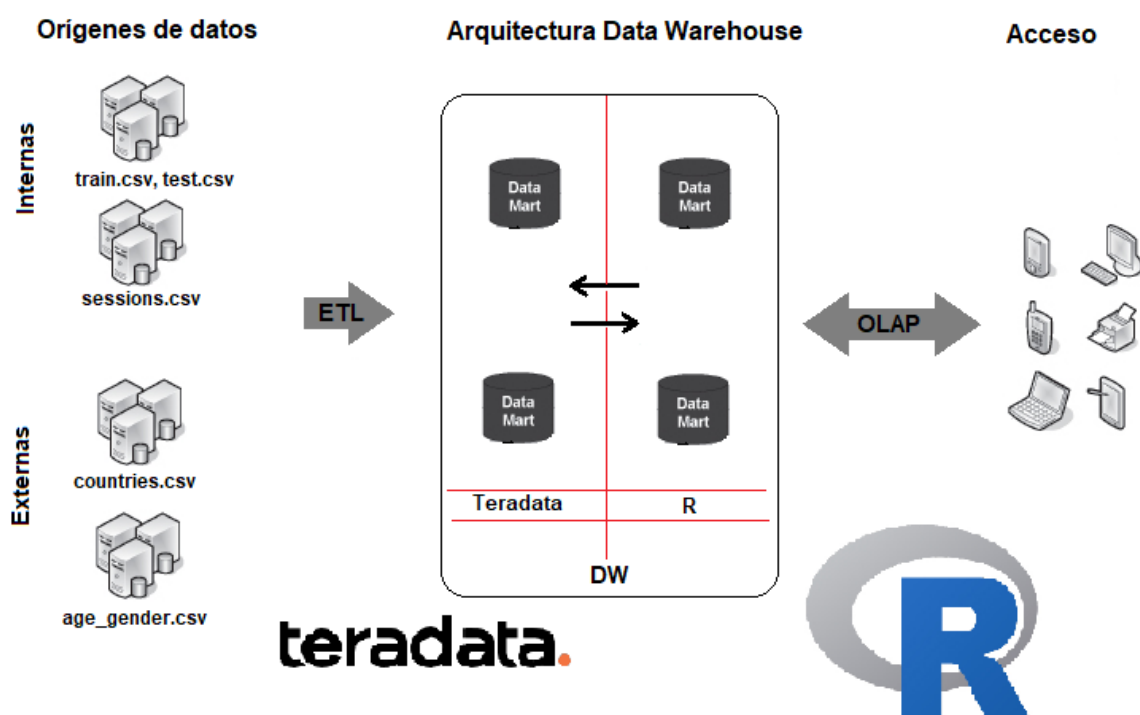 Orígenes de datos
Arquitectura Data Warehouse
Acceso
Internas
train.csv, test.csv
sessions.csv
Externas
countries.csv
age_gender.csv
ETL
Data
Mart
Data
Mart
Data
Mart
Data
Mart
Teradata
R
DW
OLAP
teradata.
R